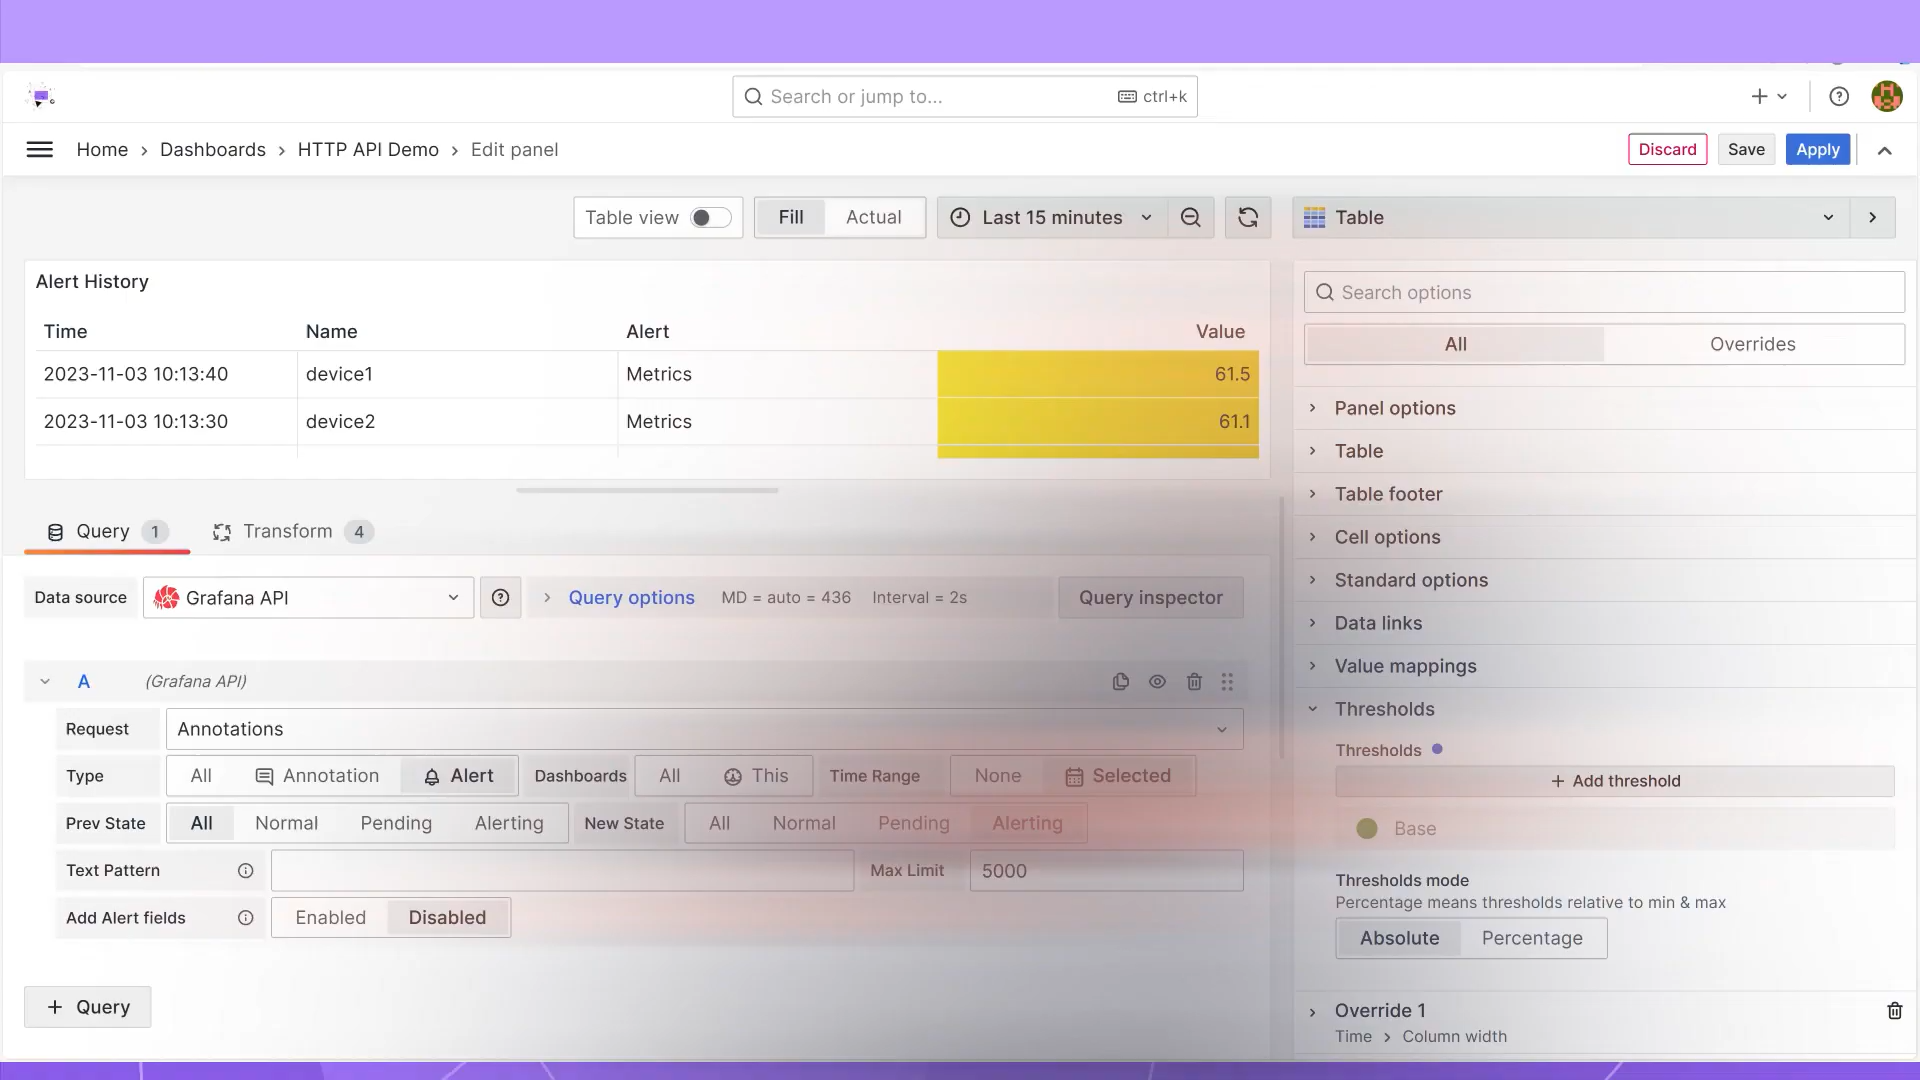 Search or jump to...
ctrl+k
Home › Dashboards › HTTP API Demo › Edit panel
Discard
Save
Apply
Table view
Fill
Actual
Last 15 minutes
Table
Alert History
Time Name Alert Value
2023-11-03 10:13:40 device1 Metrics 61.5
2023-11-03 10:13:30 device2 Metrics 61.1
Query 1
Transform 4
Data source
Grafana API
Query options
MD = auto = 436
Interval = 2s
Query inspector
A
(Grafana API)
Request
Annotations
Type
All
Annotation
Alert
Dashboards
All
This
Time Range
None
Selected
Prev State
All
Normal
Pending
Alerting
New State
All
Normal
Pending
Alerting
Text Pattern
Max Limit
5000
Add Alert fields
Enabled
Disabled
+ Query
Search options
All
Overrides
Panel options
Table
Table footer
Cell options
Standard options
Data links
Value mappings
Thresholds
Thresholds
+ Add threshold
Base
Thresholds mode
Percentage means thresholds relative to min & max
Absolute
Percentage
Override 1
Time › Column width